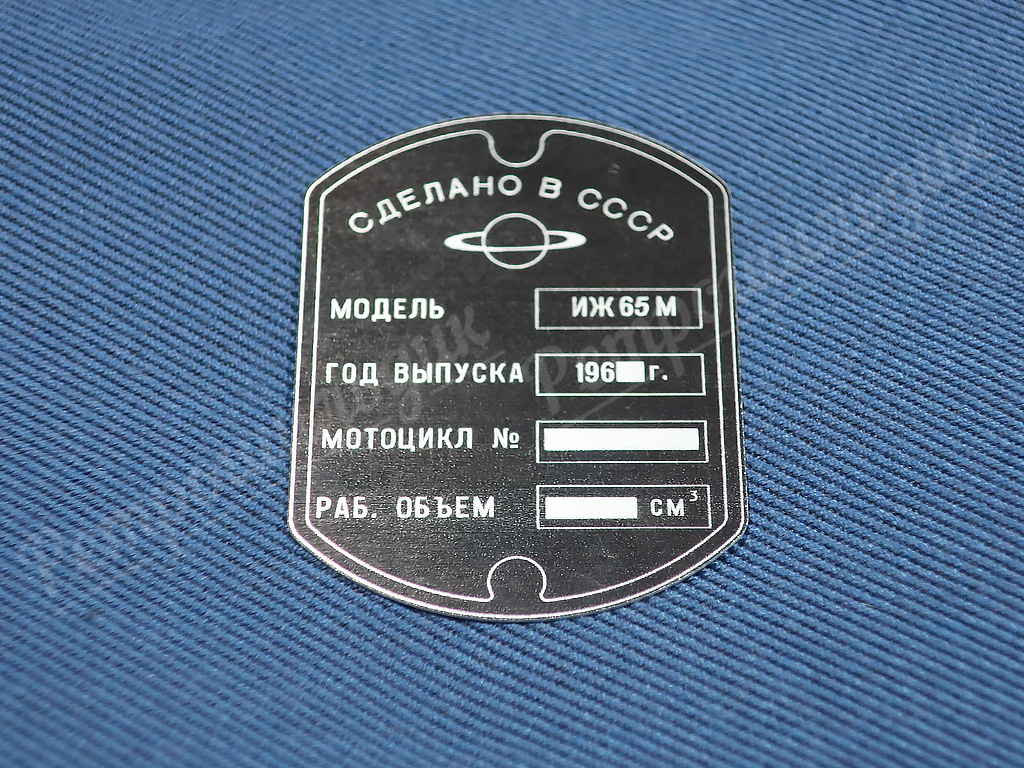 СДЕЛАНО В СССР
МОДЕЛЬ ИЖ 65 М
ГОД ВЫПУСКА 196 г.
МОТОЦИКЛ №
РАБ. ОБЪЕМ СМ³